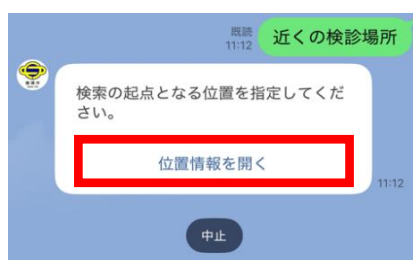 既読
11:12
近くの検診場所
検索の起点となる位置を指定してくだ
さい。
位置情報を開く
11:12
中止